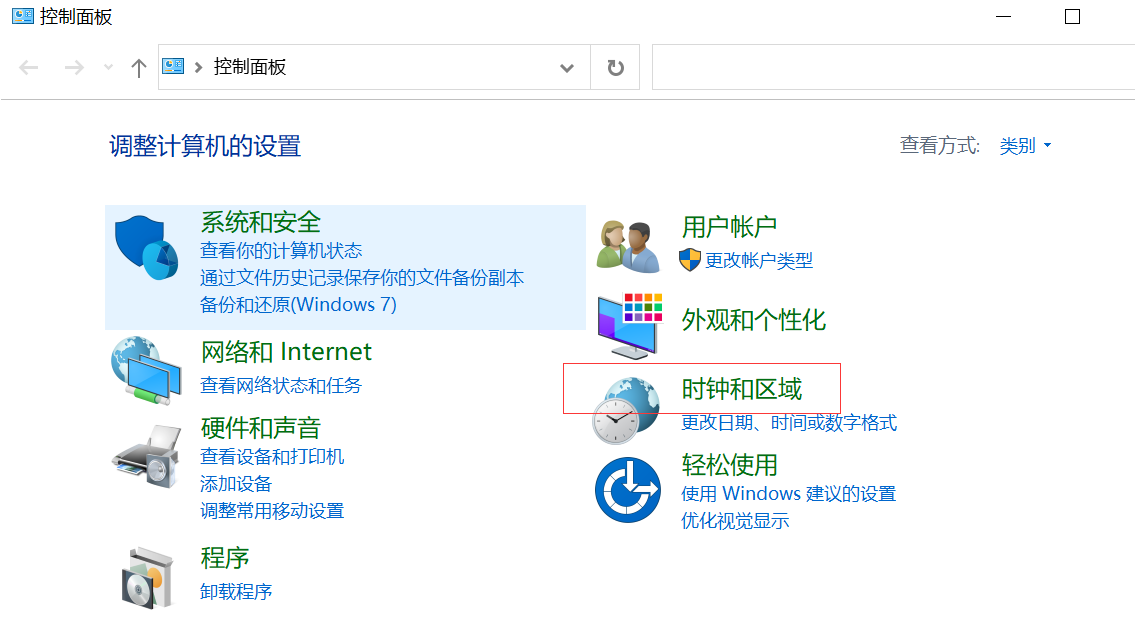 控制面板
控制面板
调整计算机的设置
查看方式: 类别
系统和安全
查看你的计算机状态
通过文件历史记录保存你的文件备份副本
备份和还原(Windows 7)
网络和 Internet
查看网络状态和任务
硬件和声音
查看设备和打印机
添加设备
调整常用移动设置
程序
卸载程序
用户帐户
更改帐户类型
外观和个性化
时钟和区域
更改日期、时间或数字格式
轻松使用
使用 Windows 建议的设置
优化视觉显示